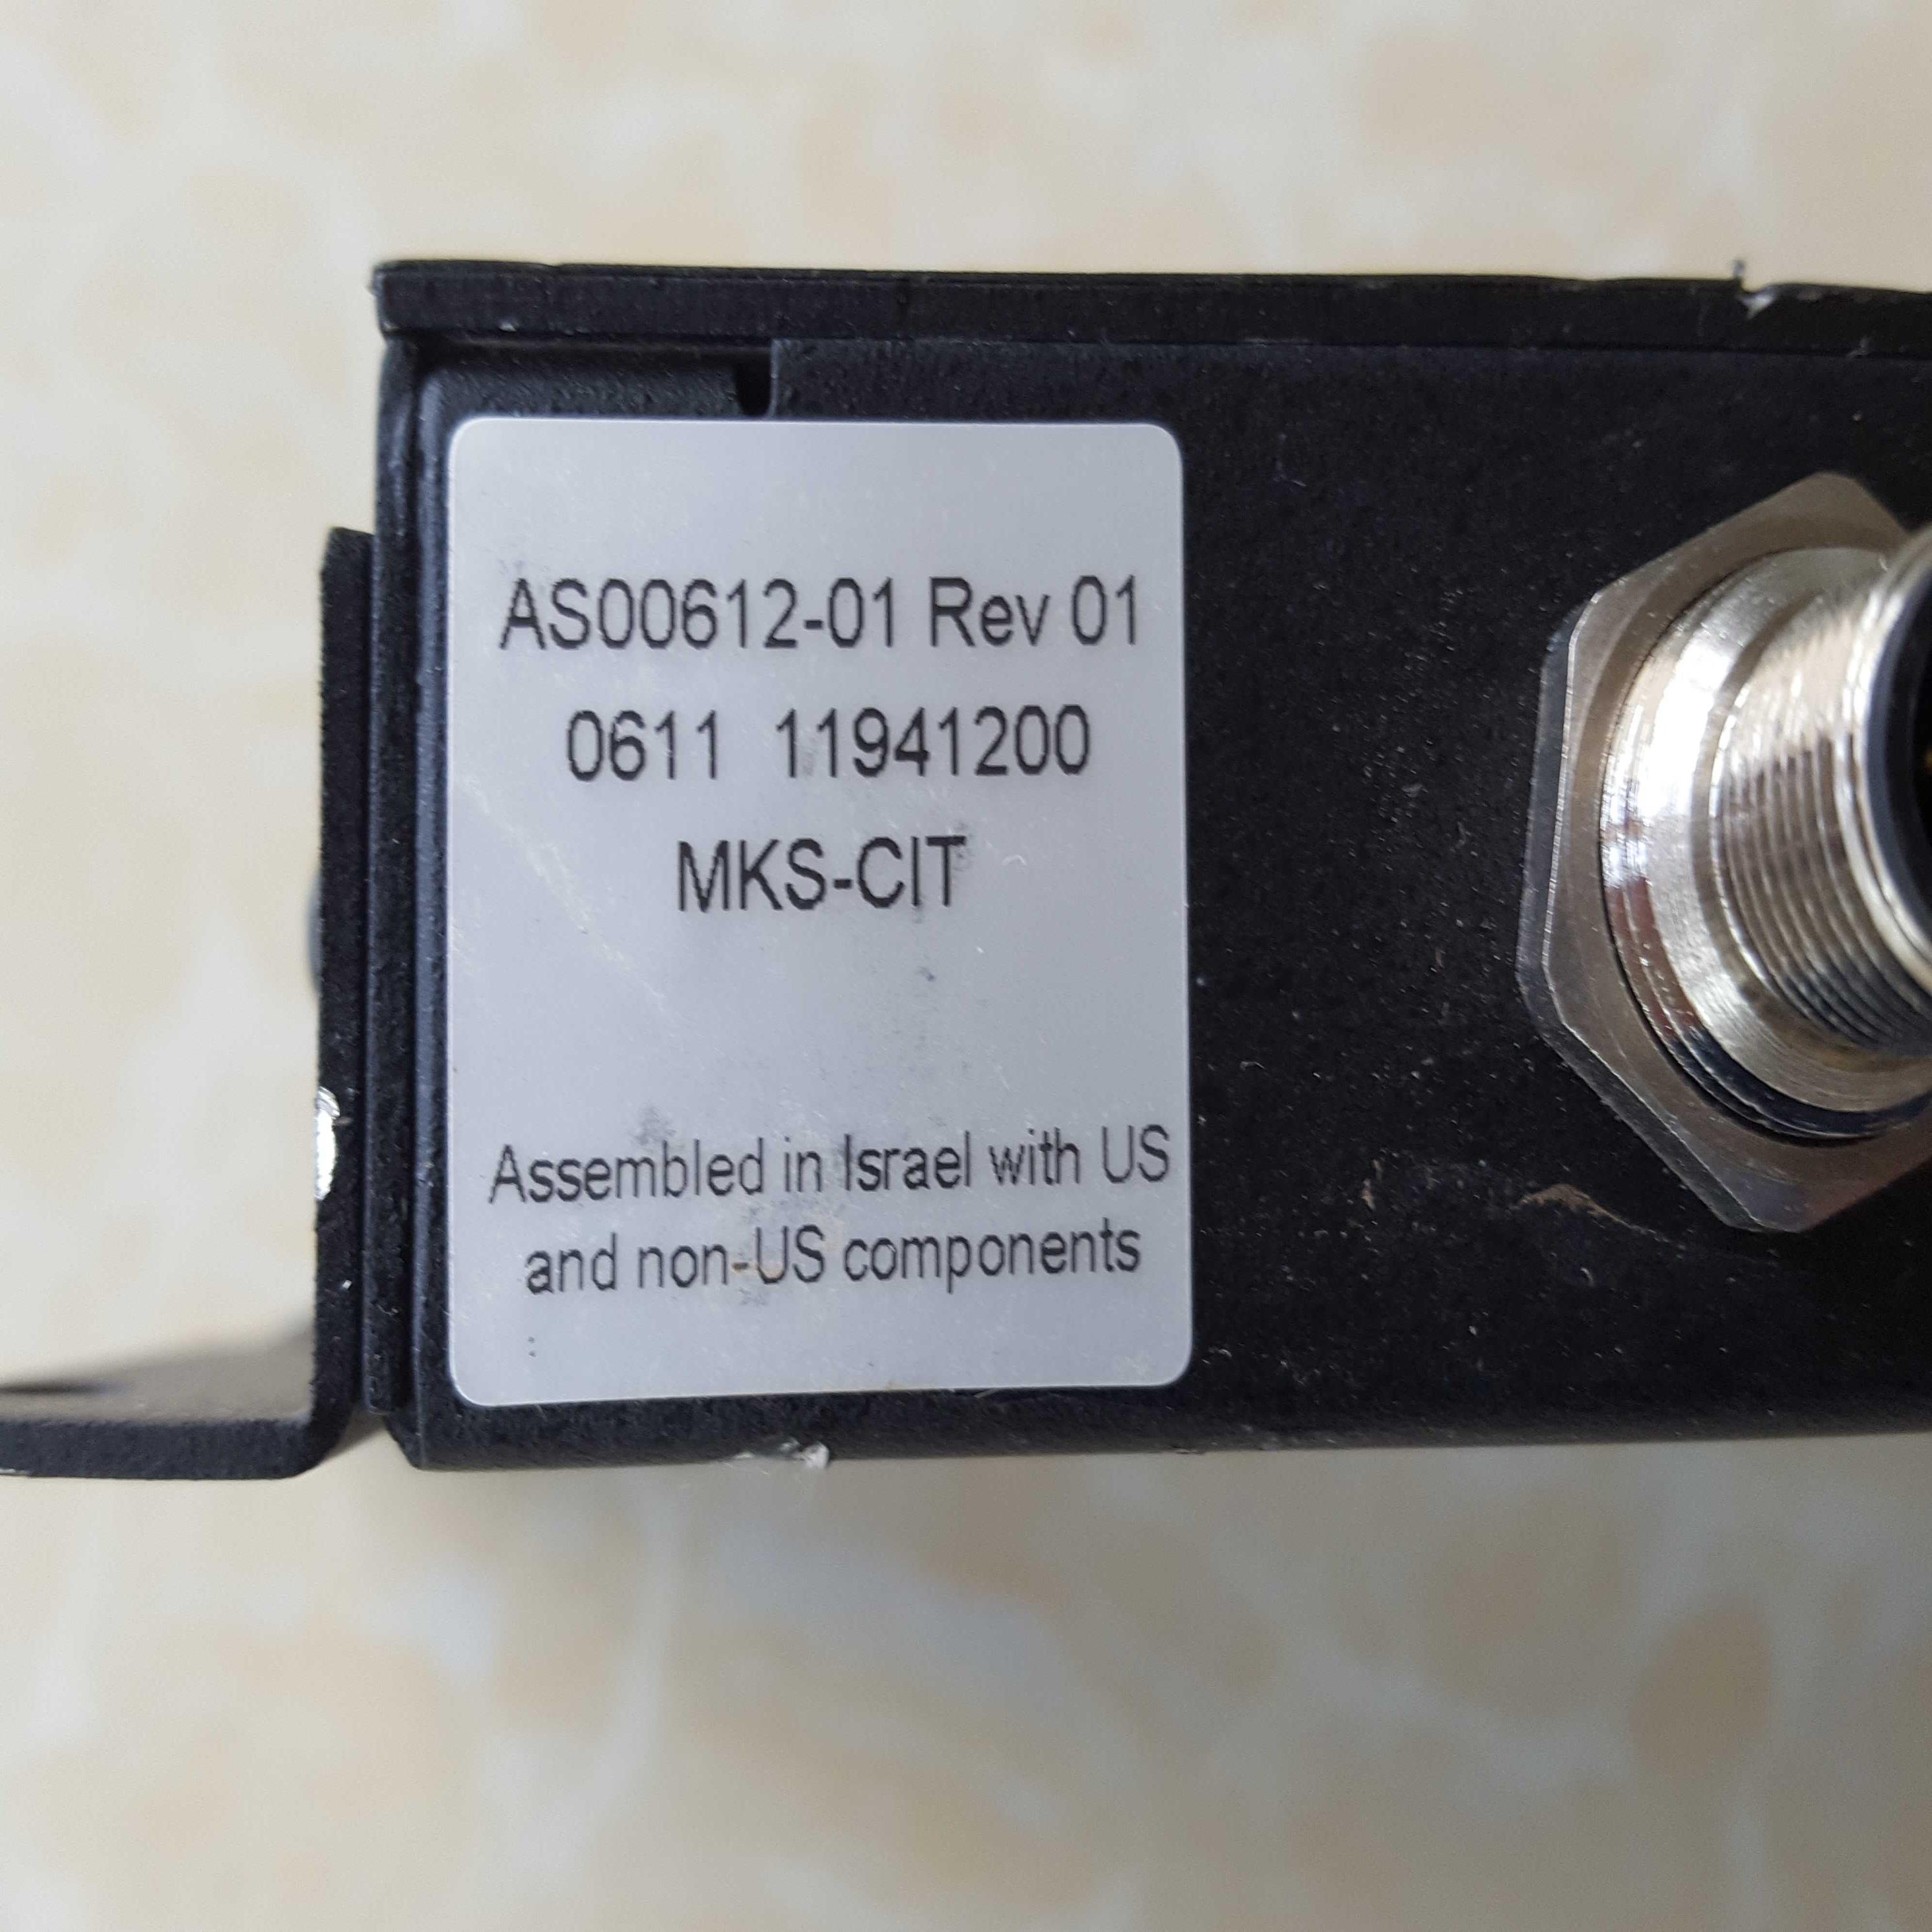 AS00612-01 Rev 01
0611 11941200
MKS-CIT
Assembled in Israel with US
and non-US components